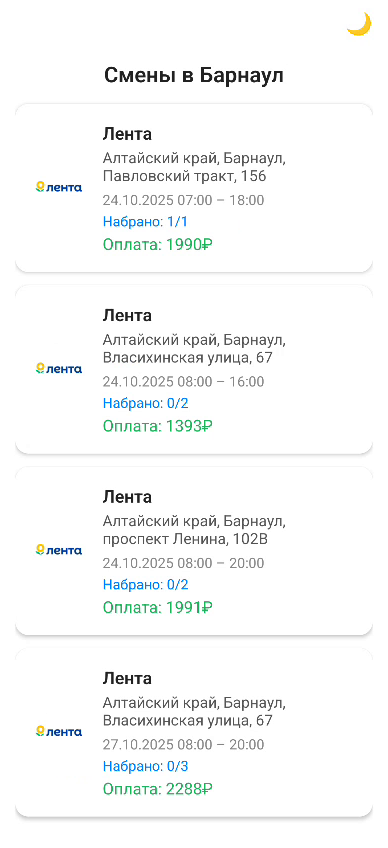 Смены в Барнаул
Лента
Алтайский край, Барнаул,
Павловский тракт, 156
лента
24.10.2025 07:00 – 18:00
Набрано: 1/1
Оплата: 1990₽
Лента
Алтайский край, Барнаул,
Власихинская улица, 67
лента
24.10.2025 08:00 – 16:00
Набрано: 0/2
Оплата: 1393₽
Лента
Алтайский край, Барнаул,
проспект Ленина, 102В
лента
24.10.2025 08:00 – 20:00
Набрано: 0/2
Оплата: 1991₽
Лента
Алтайский край, Барнаул,
Власихинская улица, 67
лента
27.10.2025 08:00 – 20:00
Набрано: 0/3
Оплата: 2288₽